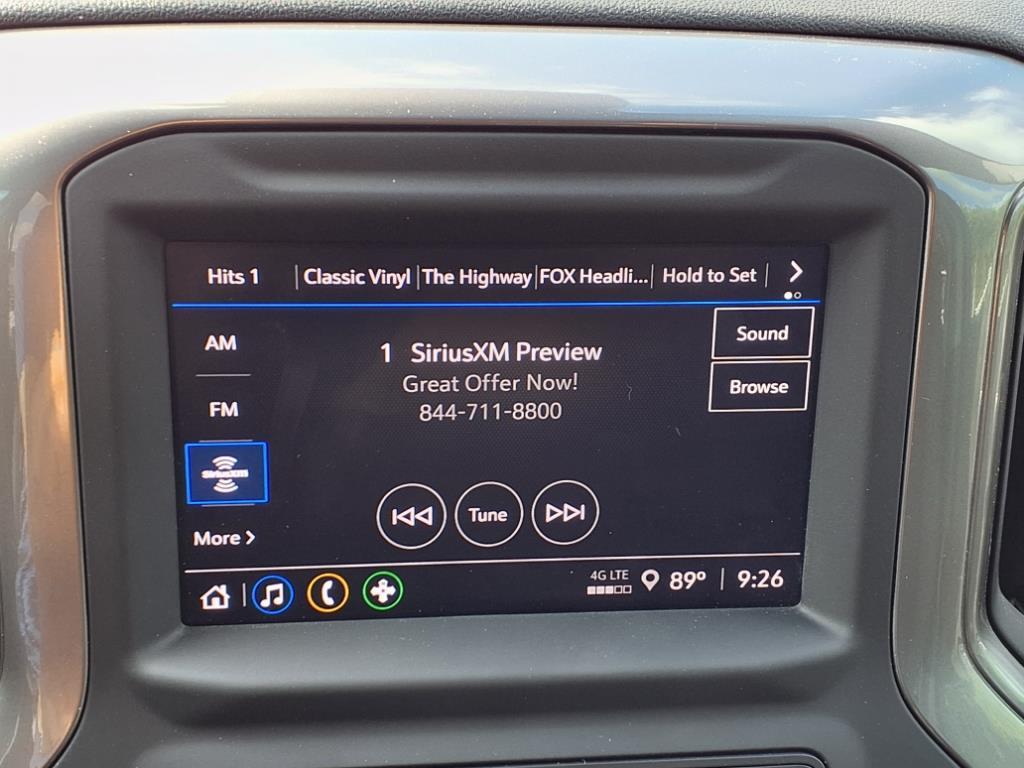 Hits 1 Classic Vinyl The Highway FOX Headli... Hold to Set
AM
1 SiriusXM Preview
Sound
Great Offer Now!
Browse
FM
844-711-8800
SiriusXM
Tune
More
4G LTE
89° 9:26